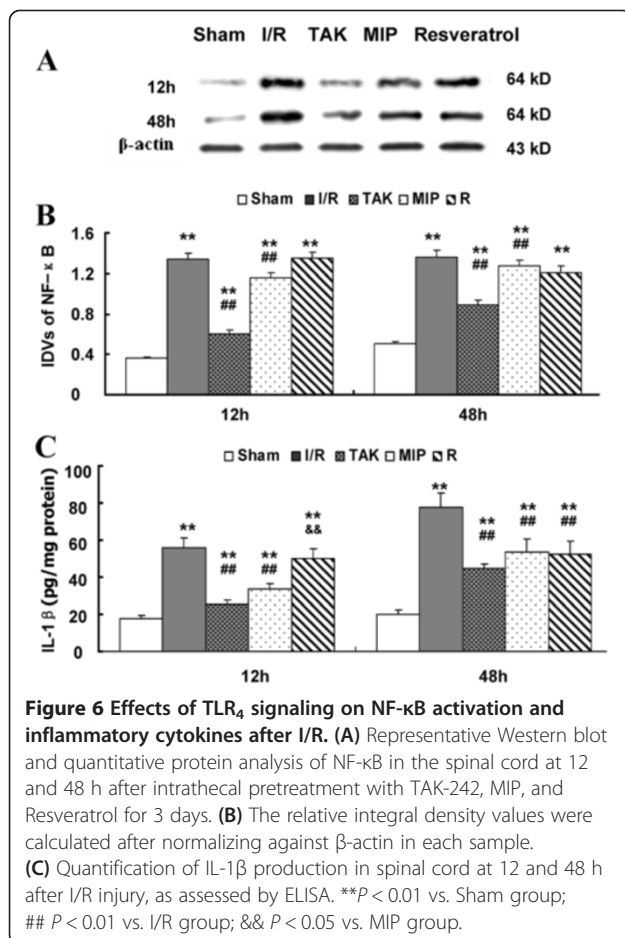 Sham I/R TAK MIP Resveratrol
A
12h 64 kD
48h 64 kD
β-actin 43 kD
B
Sham I/R TAK MIP R
IDVs of NF-κ B
1.6
1.2
0.8
0.4
0
** ** ## ** ## ** ** ** ## ** ## **
12h 48h
C
Sham I/R TAK MIP R
IL-1 β (pg/mg protein)
100
80
60
40
20
0
** ** ## ** ## ** && ** ** ## ** ## ** ##
12h 48h
Figure 6 Effects of TLR₄ signaling on NF-κB activation and
inflammatory cytokines after I/R. (A) Representative Western blot
and quantitative protein analysis of NF-κB in the spinal cord at 12
and 48 h after intrathecal pretreatment with TAK-242, MIP, and
Resveratrol for 3 days. (B) The relative integral density values were
calculated after normalizing against β-actin in each sample.
(C) Quantification of IL-1β production in spinal cord at 12 and 48 h
after I/R injury, as assessed by ELISA. **P < 0.01 vs. Sham group;
## P < 0.01 vs. I/R group; && P < 0.05 vs. MIP group.